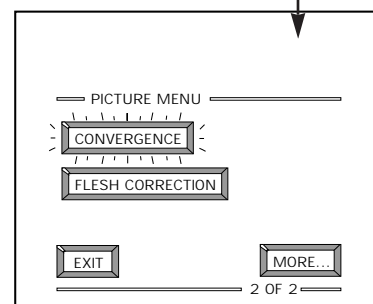 PICTURE MENU
CONVERGENCE
FLESH CORRECTION
EXIT MORE...
2 OF 2